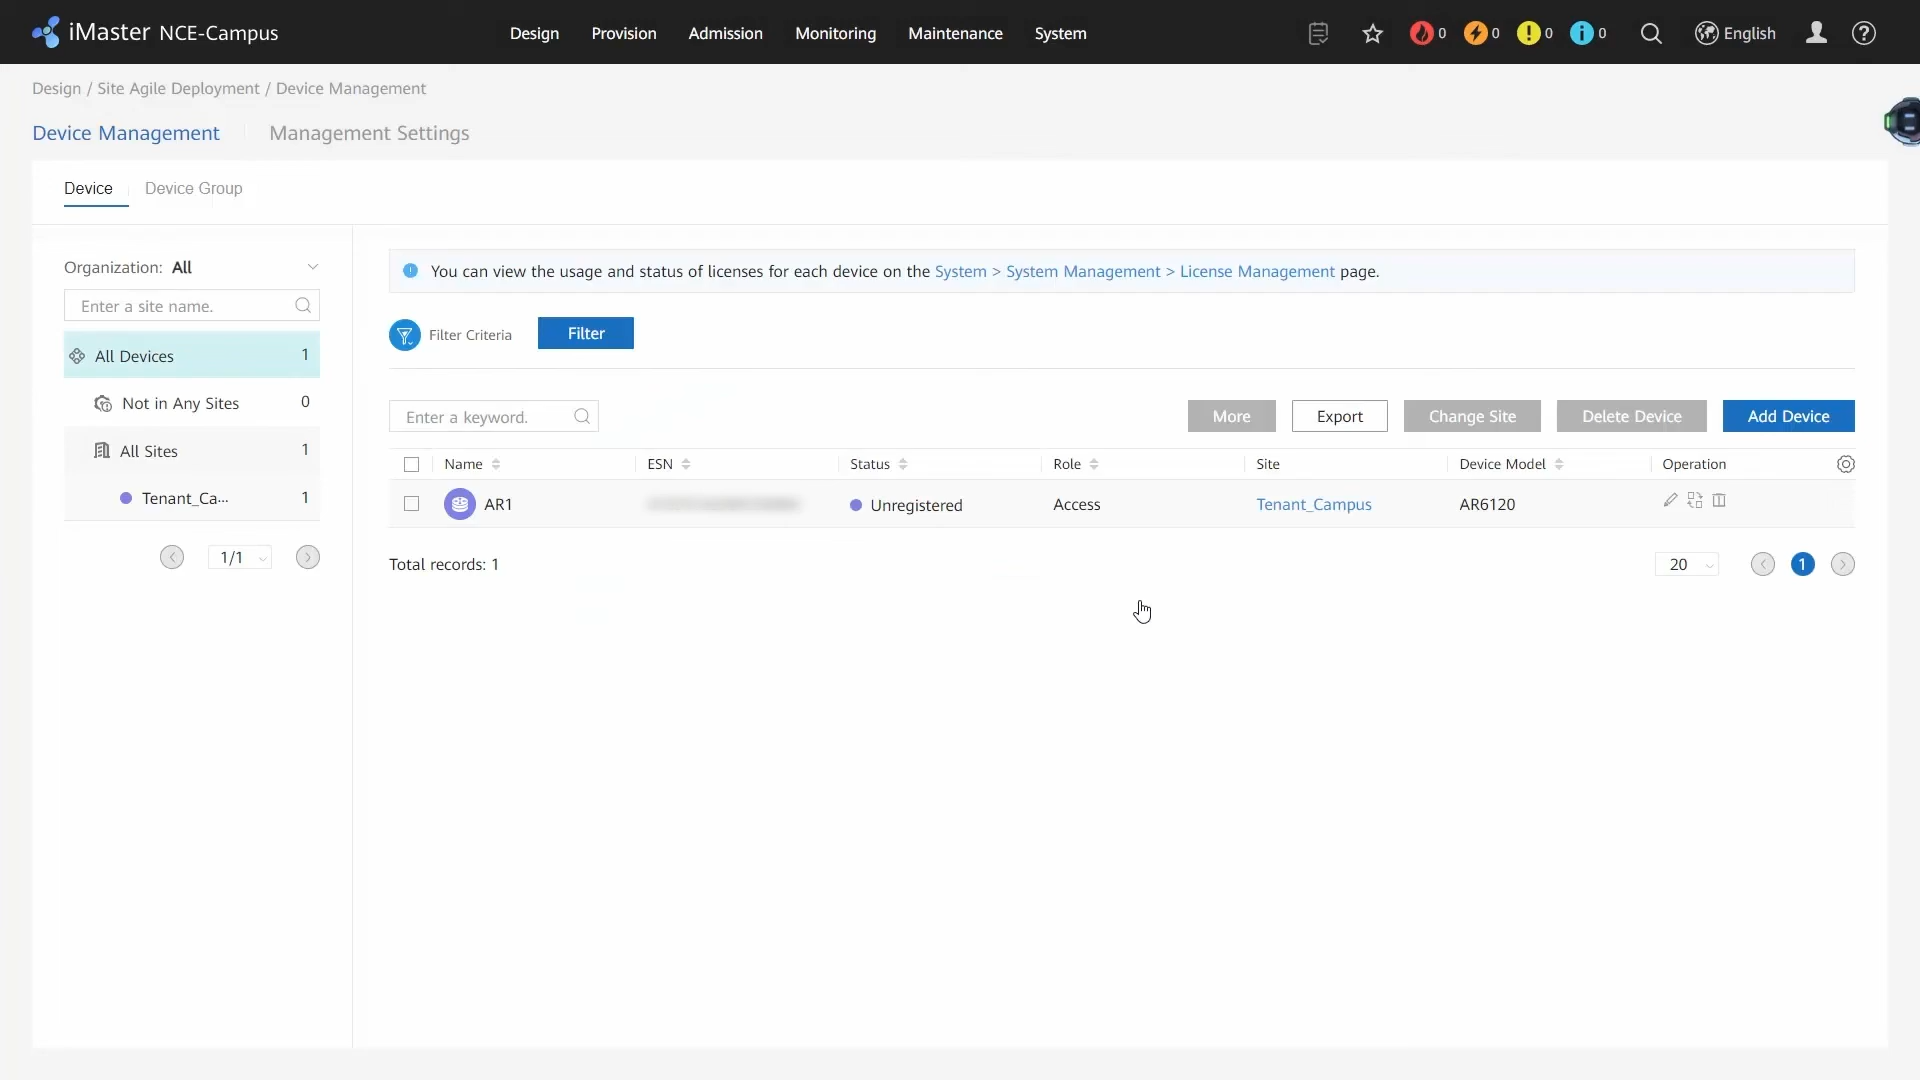 iMaster NCE-Campus
Design Provision Admission Monitoring Maintenance System
0 0 0 0 English
Design / Site Agile Deployment / Device Management
Device Management Management Settings
Device Device Group
Organization: All
Enter a site name.
All Devices 1
Not in Any Sites 0
All Sites 1
Tenant_Ca··· 1
1/1
You can view the usage and status of licenses for each device on the System > System Management > License Management page.
Filter Criteria Filter
Enter a keyword. More Export Change Site Delete Device Add Device
Name ESN Status Role Site Device Model Operation
AR1 Unregistered Access Tenant_Campus AR6120
Total records: 1 20 1